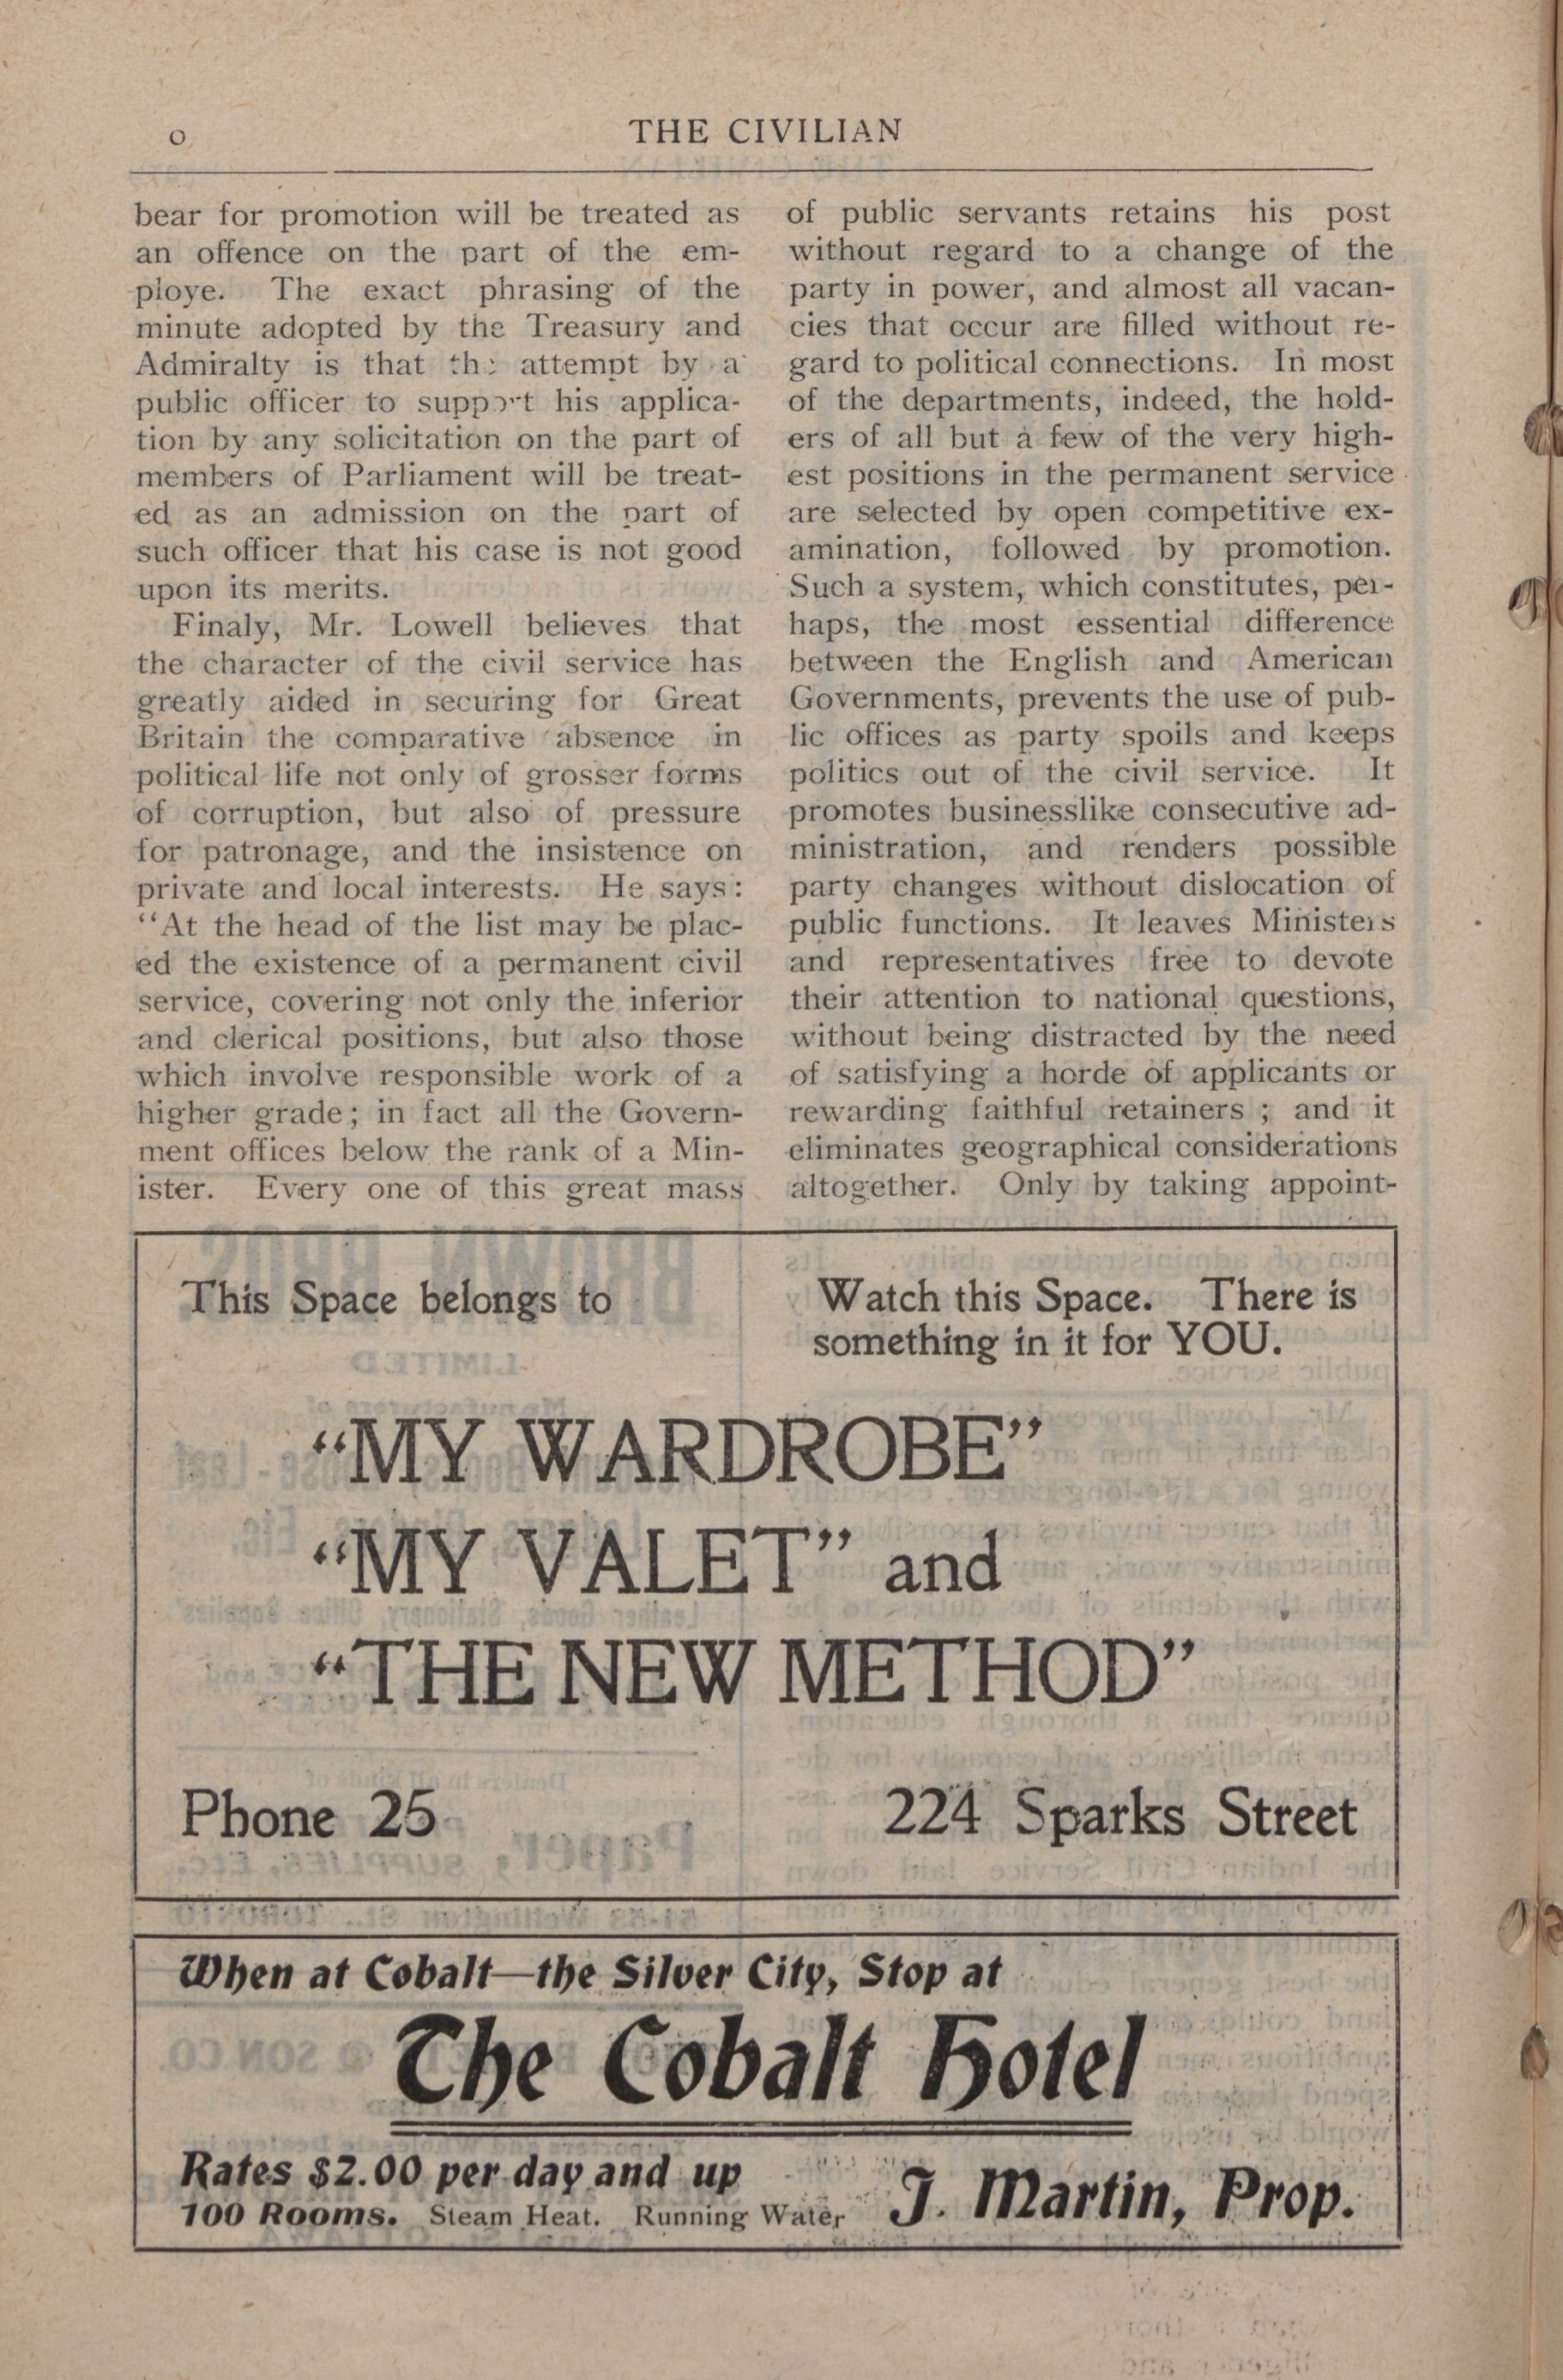 o
THE CIVILIAN
bear for promotion will be treated as
an offence on the part of the em-
ploye. The exact phrasing of the
minute adopted by the Treasury and
Admiralty is that the attempt by a
public officer to support his applica-
tion by any solicitation on the part of
members of Parliament will be treat-
ed as an admission on the part of
such officer that his case is not good
upon its merits.
Finaly, Mr. Lowell believes that
the character of the civil service has
greatly aided in securing for Great
Britain the comparative absence in
political life not only of grosser forms
of corruption, but also of pressure
for patronage, and the insistence on
private and local interests. He says:
“At the head of the list may be plac-
ed the existence of a permanent civil
service, covering not only the inferior
and clerical positions, but also those
which involve responsible work of a
higher grade; in fact all the Govern-
ment offices below the rank of a Min-
ister. Every one of this great mass
of public servants retains his post
without regard to a change of the
party in power, and almost all vacan-
cies that occur are filled without re-
gard to political connections. In most
of the departments, indeed, the hold-
ers of all but a few of the very high-
est positions in the permanent service
are selected by open competitive ex-
amination, followed by promotion.
Such a system, which constitutes, per-
haps, the most essential difference
between the English and American
Governments, prevents the use of pub-
lic offices as party spoils and keeps
politics out of the civil service. It
promotes businesslike consecutive ad-
ministration, and renders possible
party changes without dislocation of
public functions. It leaves Ministers
and representatives free to devote
their attention to national questions,
without being distracted by the need
of satisfying a horde of applicants or
rewarding faithful retainers ; and it
eliminates geographical considerations
altogether. Only by taking appoint-
This Space belongs to
Watch this Space. There is
something in it for YOU.
“MY WARDROBE”
“MY VALET” and
“THE NEW METHOD”
Phone 25
224 Sparks Street
When at Cobalt—the Silver City, Stop at
The Cobalt Hotel
Rates $2.00 per day and up
100 Rooms. Steam Heat. Running Water
J. Martin, Prop.